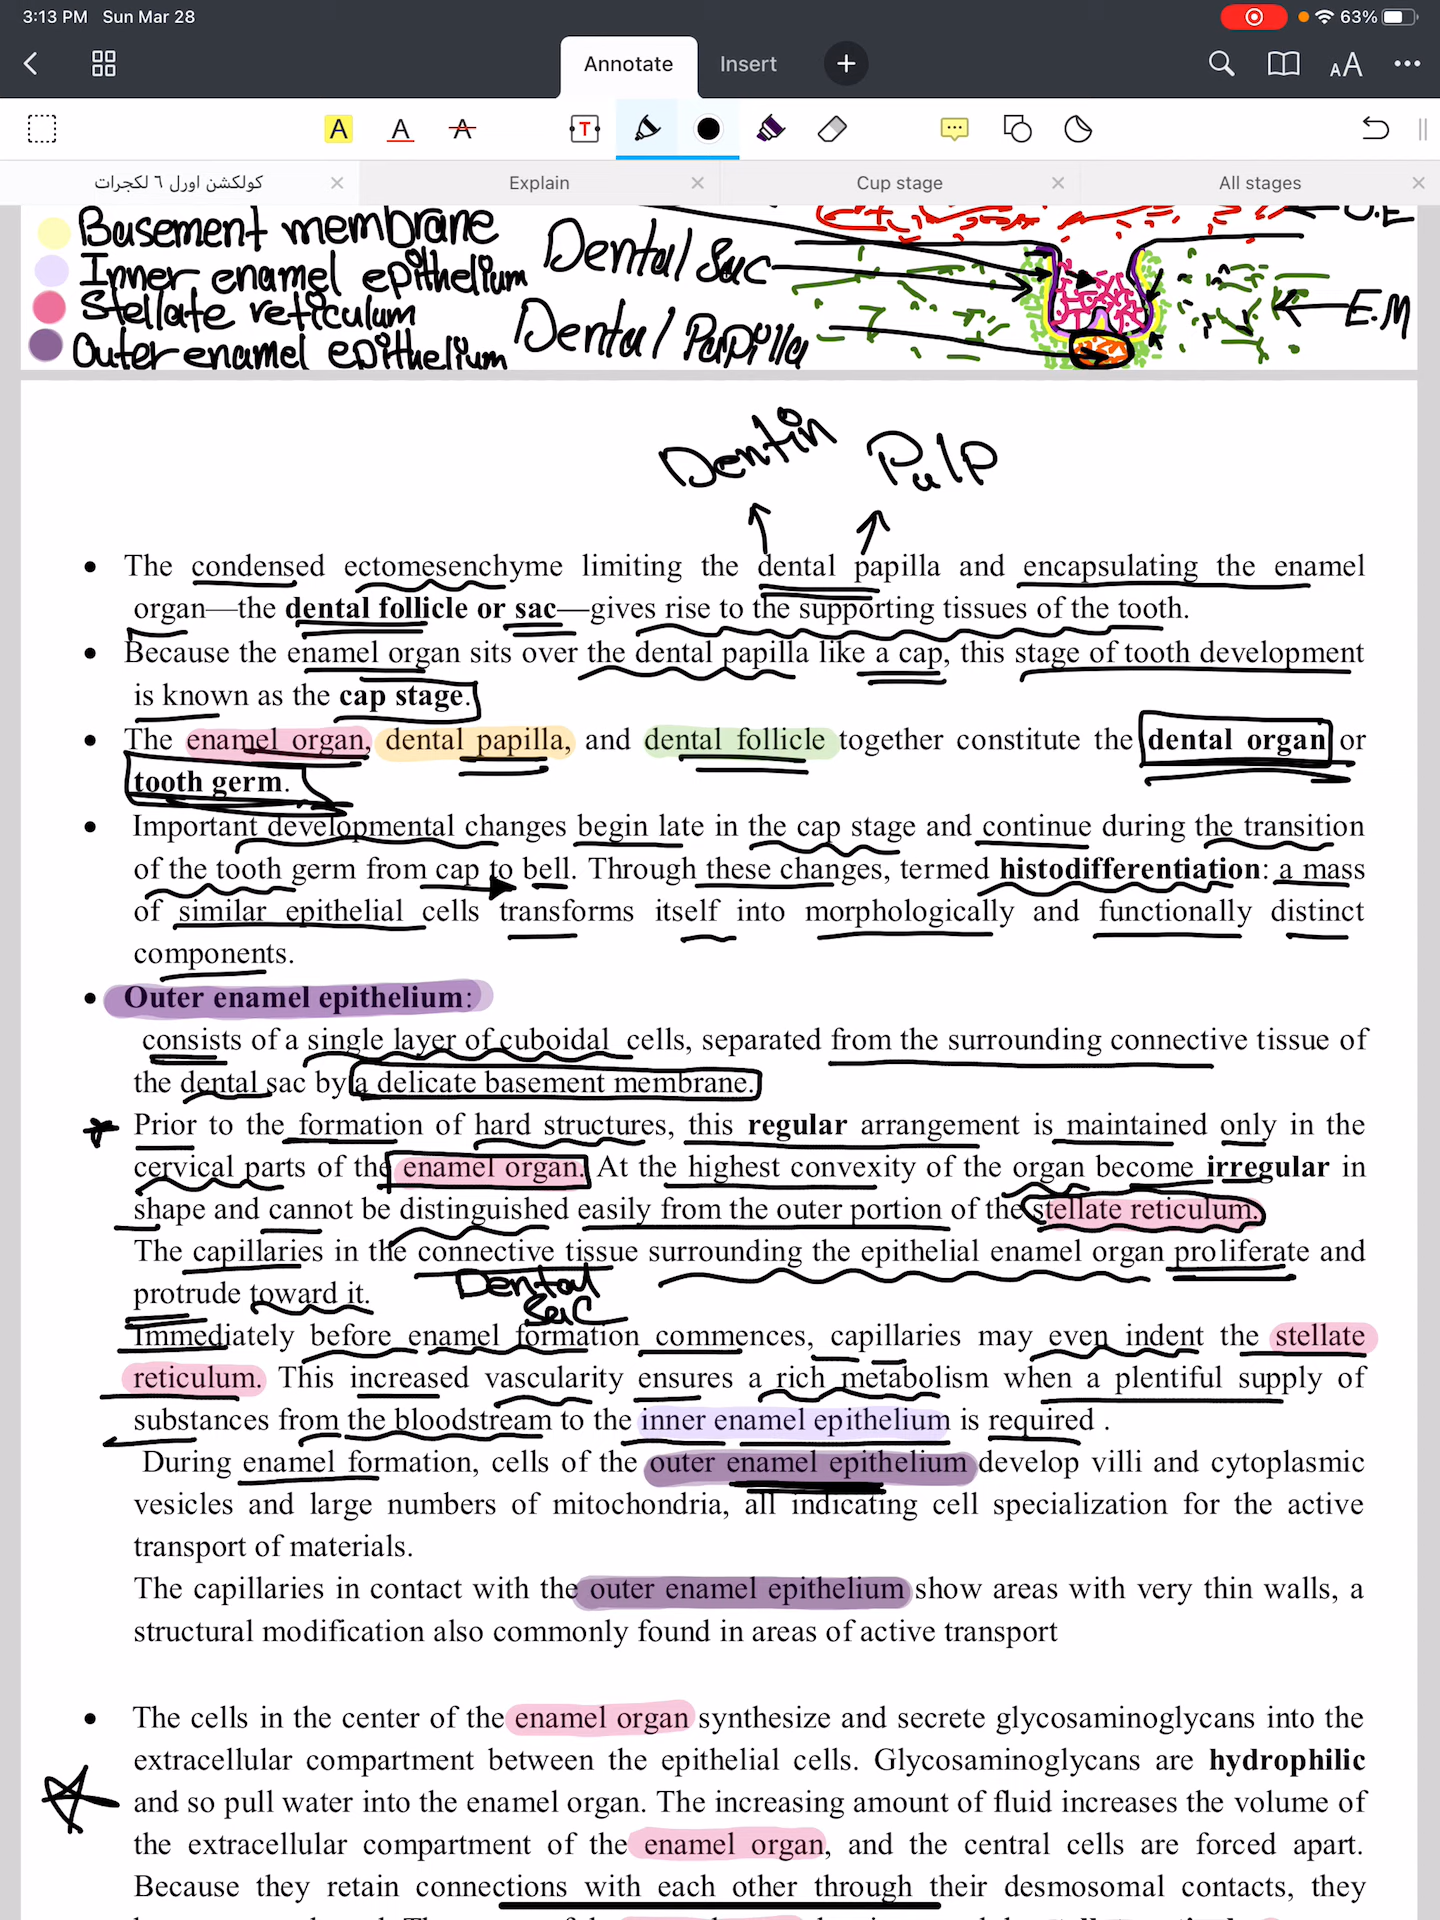 3:13 PM Sun Mar 28
63%
Annotate Insert
AA
A A A T
كولكشن اورل ٦ لكجرات
Explain
Cup stage
All stages
Basement membrane
Inner enamel epithelium
Stellate reticulum
Outer enamel epithelium
Dental Sac
Dental Papilla
E.M
Dentin Pulp
• The condensed ectomesenchyme limiting the dental papilla and encapsulating the enamel
organ—the dental follicle or sac—gives rise to the supporting tissues of the tooth.
• Because the enamel organ sits over the dental papilla like a cap, this stage of tooth development
is known as the cap stage.
• The enamel organ, dental papilla, and dental follicle together constitute the dental organ or
tooth germ.
• Important developmental changes begin late in the cap stage and continue during the transition
of the tooth germ from cap to bell. Through these changes, termed histodifferentiation: a mass
of similar epithelial cells transforms itself into morphologically and functionally distinct
components.
• Outer enamel epithelium:
consists of a single layer of cuboidal cells, separated from the surrounding connective tissue of
the dental sac by a delicate basement membrane.
Prior to the formation of hard structures, this regular arrangement is maintained only in the
cervical parts of the enamel organ. At the highest convexity of the organ become irregular in
shape and cannot be distinguished easily from the outer portion of the stellate reticulum.
The capillaries in the connective tissue surrounding the epithelial enamel organ proliferate and
protrude toward it.
Dental
Sac
Immediately before enamel formation commences, capillaries may even indent the stellate
reticulum. This increased vascularity ensures a rich metabolism when a plentiful supply of
substances from the bloodstream to the inner enamel epithelium is required .
During enamel formation, cells of the outer enamel epithelium develop villi and cytoplasmic
vesicles and large numbers of mitochondria, all indicating cell specialization for the active
transport of materials.
The capillaries in contact with the outer enamel epithelium show areas with very thin walls, a
structural modification also commonly found in areas of active transport
• The cells in the center of the enamel organ synthesize and secrete glycosaminoglycans into the
extracellular compartment between the epithelial cells. Glycosaminoglycans are hydrophilic
and so pull water into the enamel organ. The increasing amount of fluid increases the volume of
the extracellular compartment of the enamel organ, and the central cells are forced apart.
Because they retain connections with each other through their desmosomal contacts, they